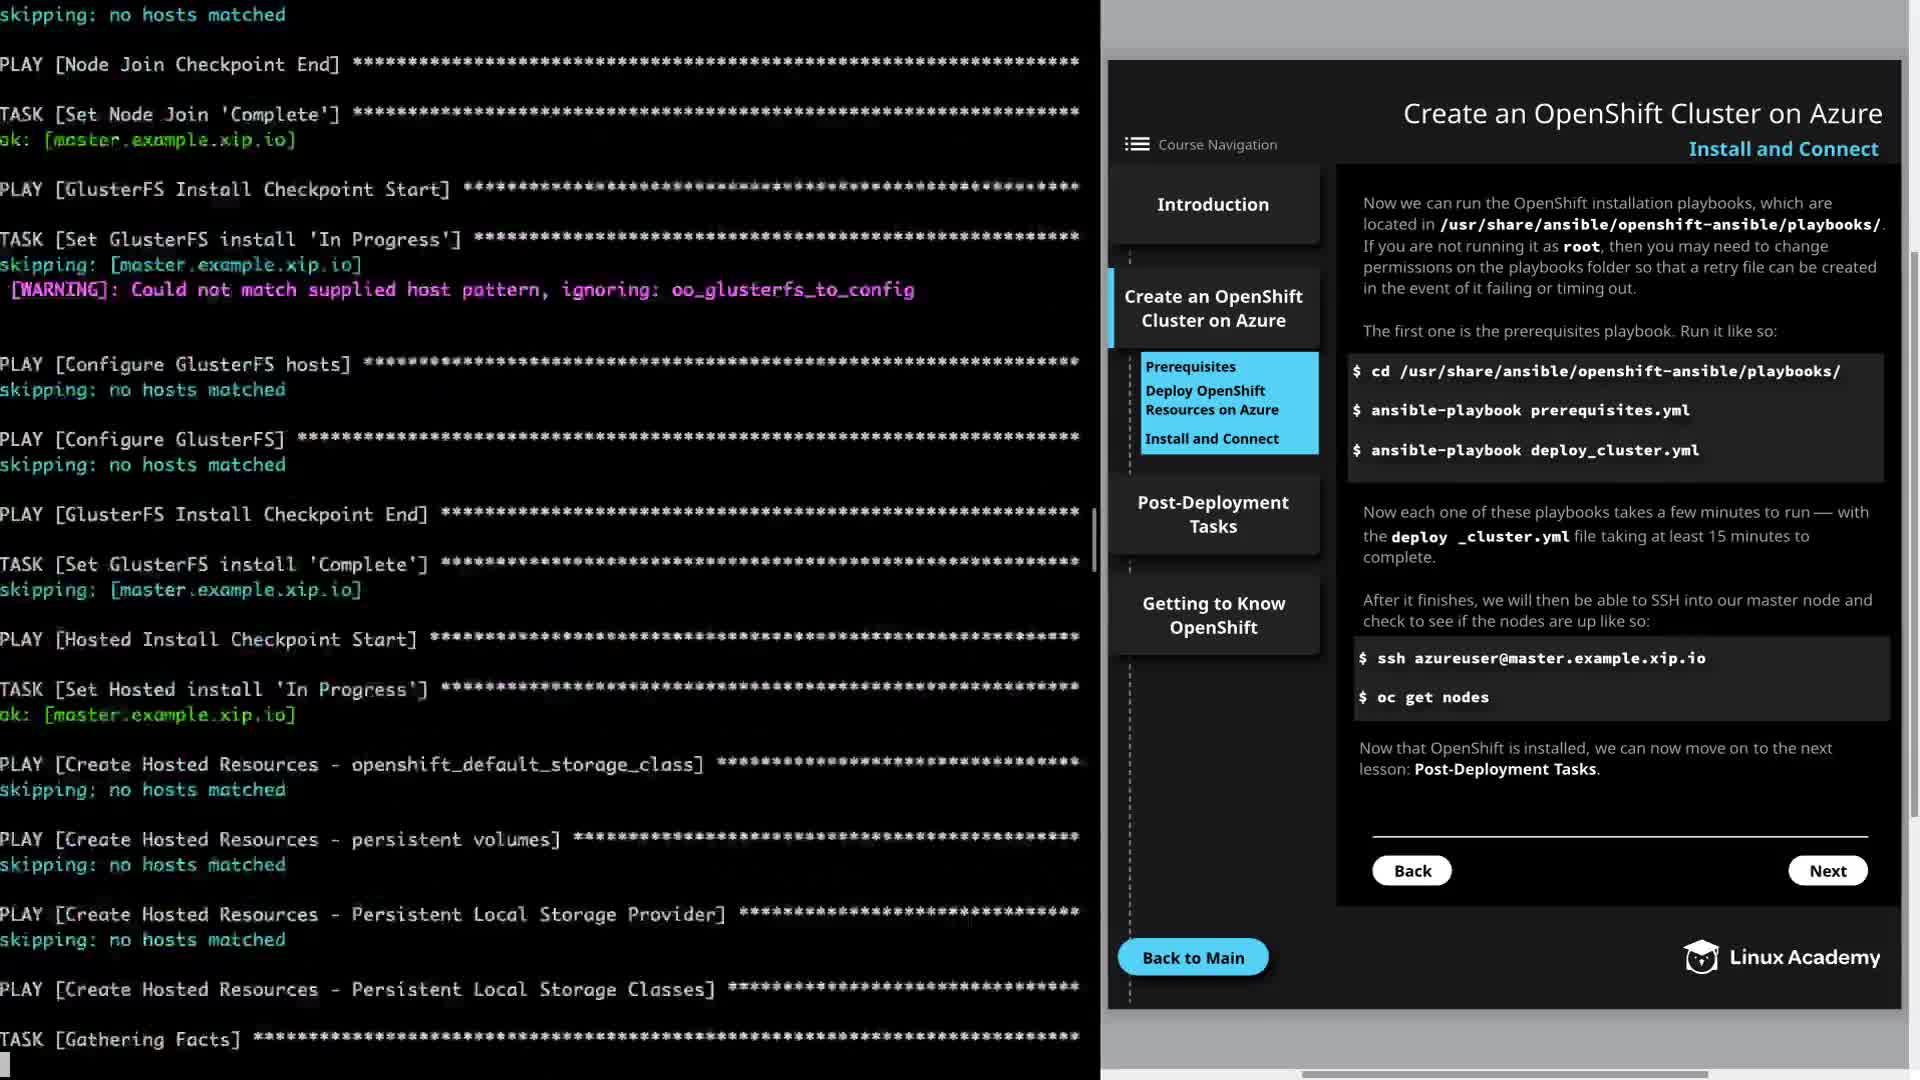 skipping: no hosts matched
PLAY [Node Join Checkpoint End] ******************************************************************
TASK [Set Node Join 'Complete'] ******************************************************************
ok: [master.example.xip.io]
PLAY [GlusterFS Install Checkpoint Start] ********************************************************
TASK [Set GlusterFS install 'In Progress'] *******************************************************
skipping: [master.example.xip.io]
[WARNING]: Could not match supplied host pattern, ignoring: oo_glusterfs_to_config
PLAY [Configure GlusterFS hosts] *****************************************************************
skipping: no hosts matched
PLAY [Configure GlusterFS] ***********************************************************************
skipping: no hosts matched
PLAY [GlusterFS Install Checkpoint End] **********************************************************
TASK [Set GlusterFS install 'Complete'] **********************************************************
skipping: [master.example.xip.io]
PLAY [Hosted Install Checkpoint Start] ***********************************************************
TASK [Set Hosted install 'In Progress'] **********************************************************
ok: [master.example.xip.io]
PLAY [Create Hosted Resources - openshift_default_storage_class] *********************************
skipping: no hosts matched
PLAY [Create Hosted Resources - persistent volumes] **********************************************
skipping: no hosts matched
PLAY [Create Hosted Resources - Persistent Local Storage Provider] *******************************
skipping: no hosts matched
PLAY [Create Hosted Resources - Persistent Local Storage Classes] ********************************
TASK [Gathering Facts] ***************************************************************************
Create an OpenShift Cluster on Azure
Course Navigation
Install and Connect
Introduction
Create an OpenShift
Cluster on Azure
Prerequisites
Deploy OpenShift
Resources on Azure
Install and Connect
Post-Deployment
Tasks
Getting to Know
OpenShift
Back to Main
Now we can run the OpenShift installation playbooks, which are
located in /usr/share/ansible/openshift-ansible/playbooks/.
If you are not running it as root, then you may need to change
permissions on the playbooks folder so that a retry file can be created
in the event of it failing or timing out.
The first one is the prerequisites playbook. Run it like so:
$ cd /usr/share/ansible/openshift-ansible/playbooks/
$ ansible-playbook prerequisites.yml
$ ansible-playbook deploy_cluster.yml
Now each one of these playbooks takes a few minutes to run — with
the deploy _cluster.yml file taking at least 15 minutes to
complete.
After it finishes, we will then be able to SSH into our master node and
check to see if the nodes are up like so:
$ ssh azureuser@master.example.xip.io
$ oc get nodes
Now that OpenShift is installed, we can now move on to the next
lesson: Post-Deployment Tasks.
Back
Next
Linux Academy